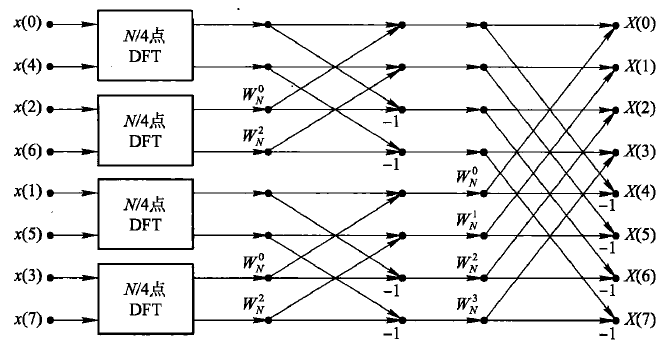 x(0) N/4点 DFT X(0)
x(4) X(1)
x(2) N/4点 DFT W_N^0 -1 X(2)
x(6) W_N^2 -1 X(3)
x(1) N/4点 DFT W_N^0 -1 X(4)
x(5) W_N^1 -1 X(5)
x(3) N/4点 DFT W_N^0 -1 W_N^2 -1 X(6)
x(7) W_N^2 -1 W_N^3 -1 X(7)